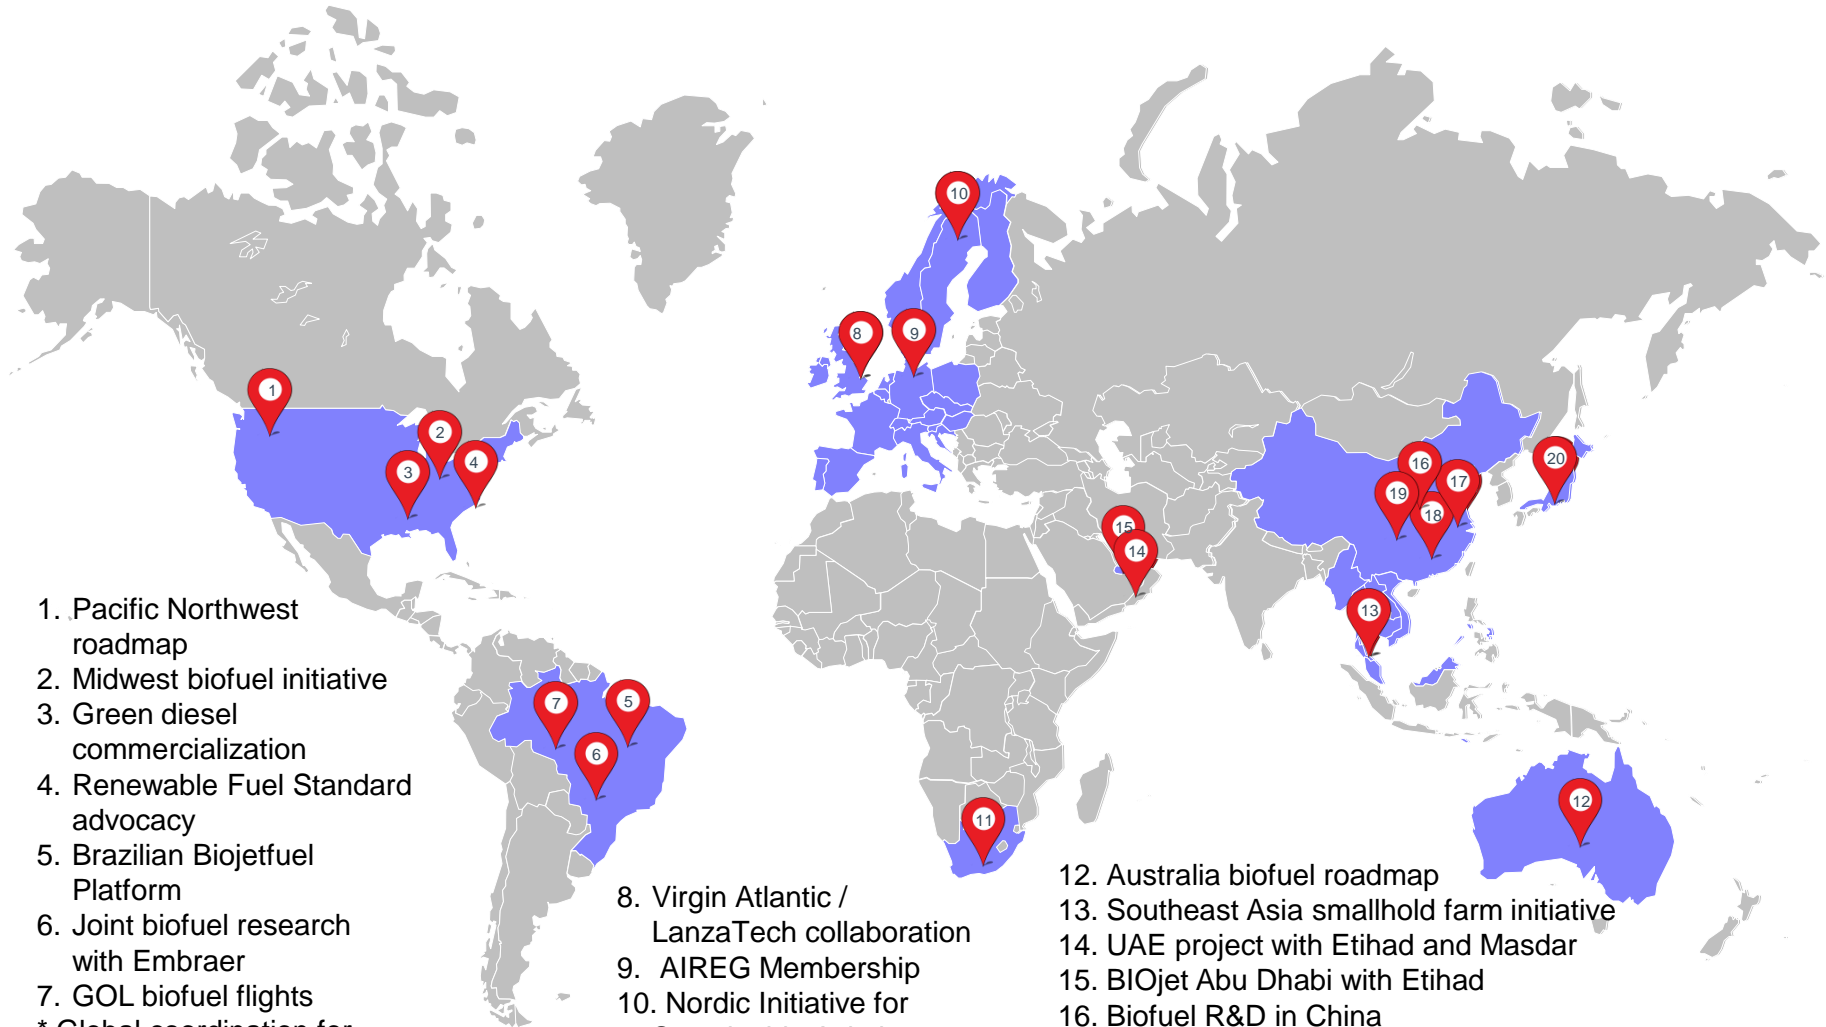 10
8
9
1
2
4
3
16
20
17
19
18
15
14
13
7
5
6
12
11
1. Pacific Northwest
roadmap
2. Midwest biofuel initiative
3. Green diesel
commercialization
4. Renewable Fuel Standard
advocacy
5. Brazilian Biojetfuel
Platform
6. Joint biofuel research
with Embraer
7. GOL biofuel flights
* Global coordination for
8. Virgin Atlantic /
LanzaTech collaboration
9. AIREG Membership
10. Nordic Initiative for
12. Australia biofuel roadmap
13. Southeast Asia smallhold farm initiative
14. UAE project with Etihad and Masdar
15. BIOjet Abu Dhabi with Etihad
16. Biofuel R&D in China